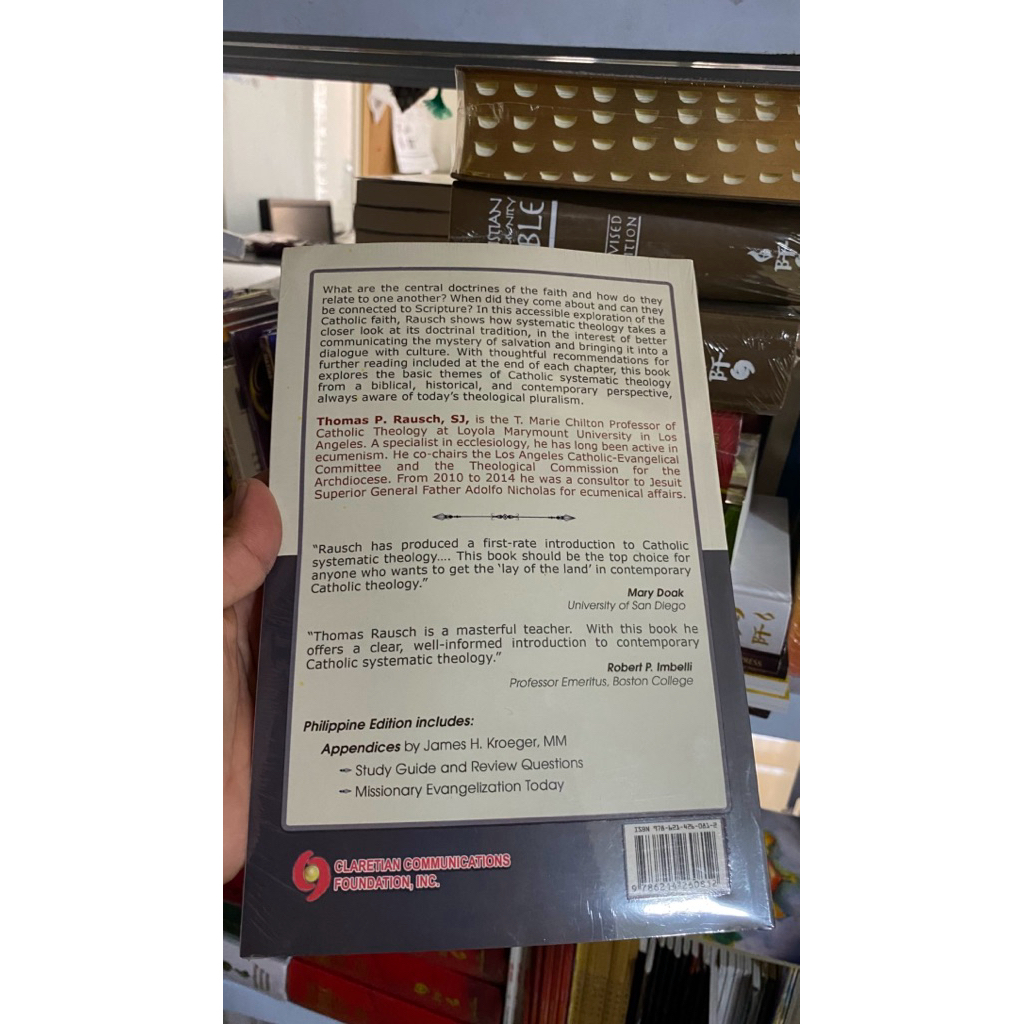 STIAN
BLE
VISED
ITION
What are the central doctrines of the faith and how do they
relate to one another? When did they come about and can they
be connected to Scripture? In this accessible exploration of the
Catholic faith, Rausch shows how systematic theology takes a
closer look at its doctrinal tradition, in the interest of better
communicating the mystery of salvation and bringing it into a
dialogue with culture. With thoughtful recommendations for
further reading included at the end of each chapter, this book
explores the basic themes of Catholic systematic theology
from a biblical, historical, and contemporary perspective,
always aware of today's theological pluralism.
Thomas P. Rausch, SJ, is the T. Marie Chilton Professor of
Catholic Theology at Loyola Marymount University in Los
Angeles. A specialist in ecclesiology, he has long been active in
ecumenism. He co-chairs the Los Angeles Catholic-Evangelical
Committee and the Theological Commission for the
Archdiocese. From 2010 to 2014 he was a consultor to Jesuit
Superior General Father Adolfo Nicholas for ecumenical affairs.
"Rausch has produced a first-rate introduction to Catholic
systematic theology.... This book should be the top choice for
anyone who wants to get the 'lay of the land' in contemporary
Catholic theology."
Mary Doak
University of San Diego
"Thomas Rausch is a masterful teacher. With this book he
offers a clear, well-informed introduction to contemporary
Catholic systematic theology."
Robert P. Imbelli
Professor Emeritus, Boston College
Philippine Edition includes:
Appendices by James H. Kroeger, MM
Study Guide and Review Questions
Missionary Evangelization Today
CLARETIAN COMMUNICATIONS
FOUNDATION, INC.
ISBN 978-621-426-081-2